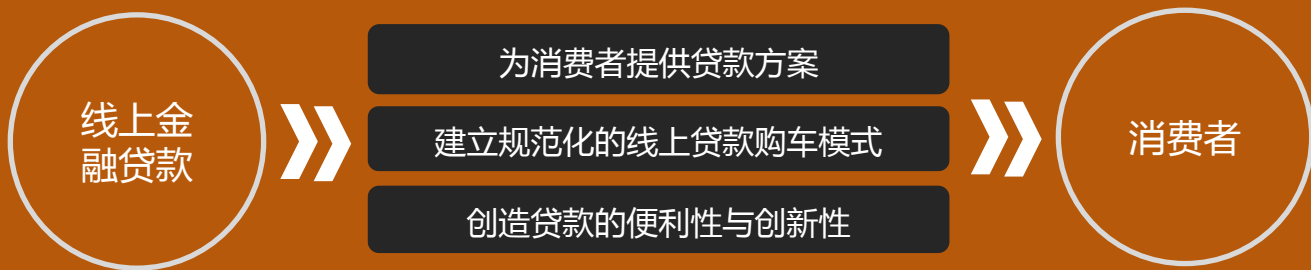 线上金
融贷款
为消费者提供贷款方案
建立规范化的线上贷款购车模式
创造贷款的便利性与创新性
消费者